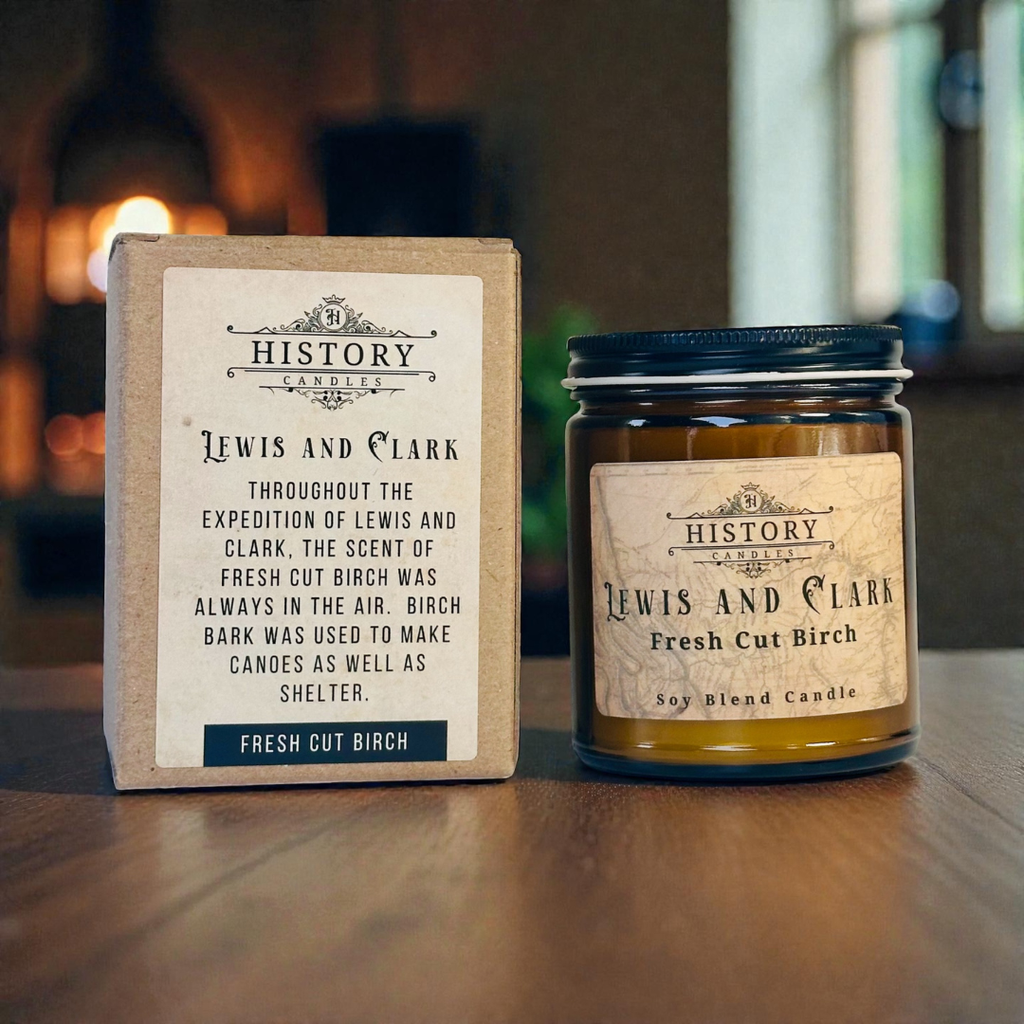 H
HISTORY
CANDLES
LEWIS AND CLARK
THROUGHOUT THE
EXPEDITION OF LEWIS AND
CLARK, THE SCENT OF
FRESH CUT BIRCH WAS
ALWAYS IN THE AIR. BIRCH
BARK WAS USED TO MAKE
CANOES AS WELL AS
SHELTER.
FRESH CUT BIRCH
H
HISTORY
CANDLES
LEWIS AND CLARK
Fresh Cut Birch
Soy Blend Candle